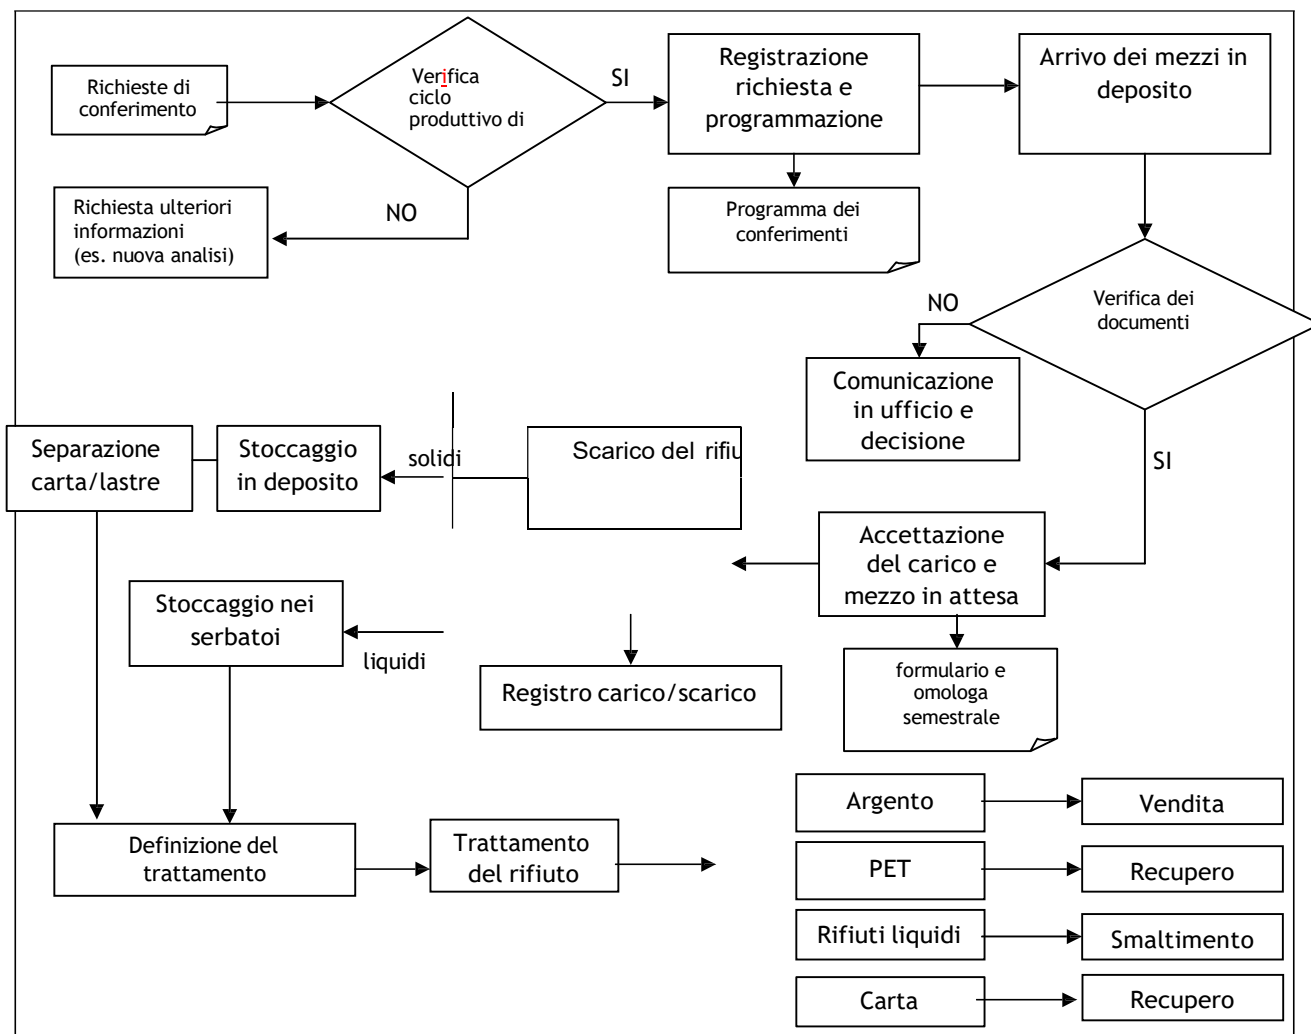 Richieste di
conferimento
Verifica
ciclo
produttivo di
SI
Registrazione
richiesta e
programmazione
Arrivo dei mezzi in
deposito
Richiesta ulteriori
informazioni
(es. nuova analisi)
NO
Programma dei
conferimenti
Verifica dei
documenti
NO
Comunicazione
in ufficio e
decisione
SI
Separazione
carta/lastre
Stoccaggio
in deposito
solidi
Scarico del rifiu
Accettazione
del carico e
mezzo in attesa
Stoccaggio nei
serbatoi
liquidi
Registro carico/scarico
formulario e
omologa
semestrale
Definizione del
trattamento
Trattamento
del rifiuto
Argento
Vendita
PET
Recupero
Rifiuti liquidi
Smaltimento
Carta
Recupero